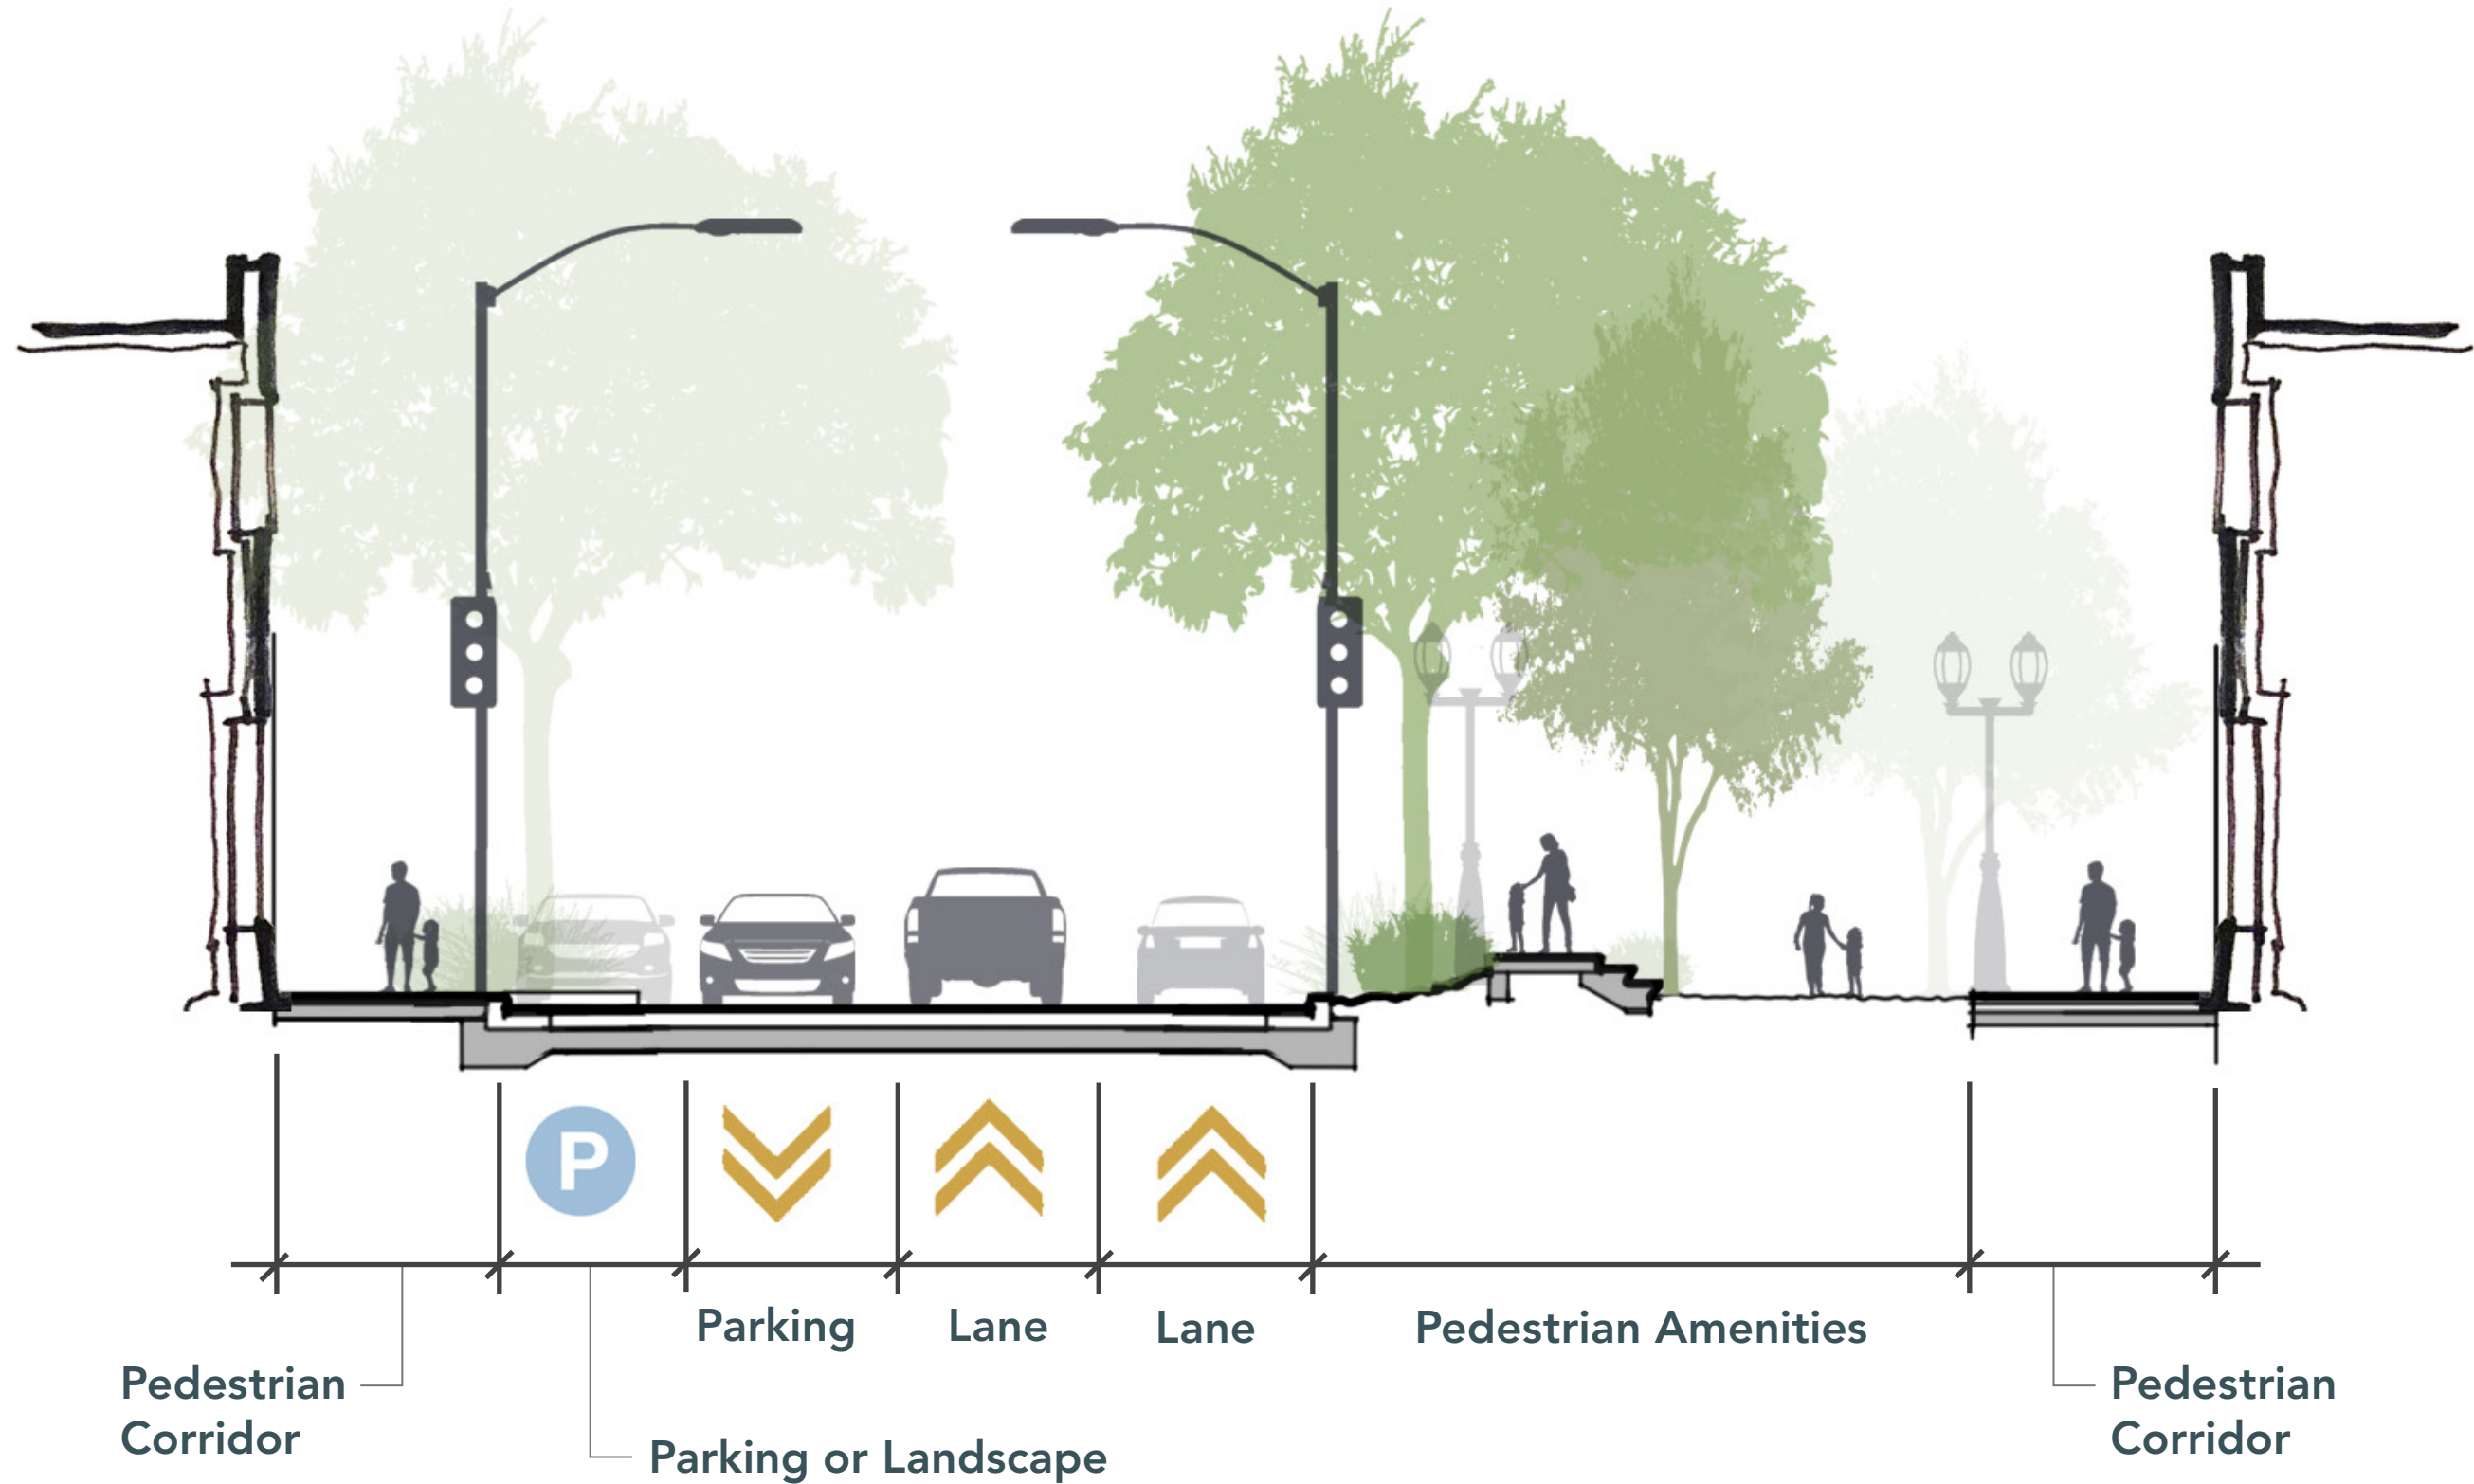 P
Parking
Lane
Lane
Pedestrian Amenities
Pedestrian
Corridor
Parking or Landscape
Pedestrian
Corridor